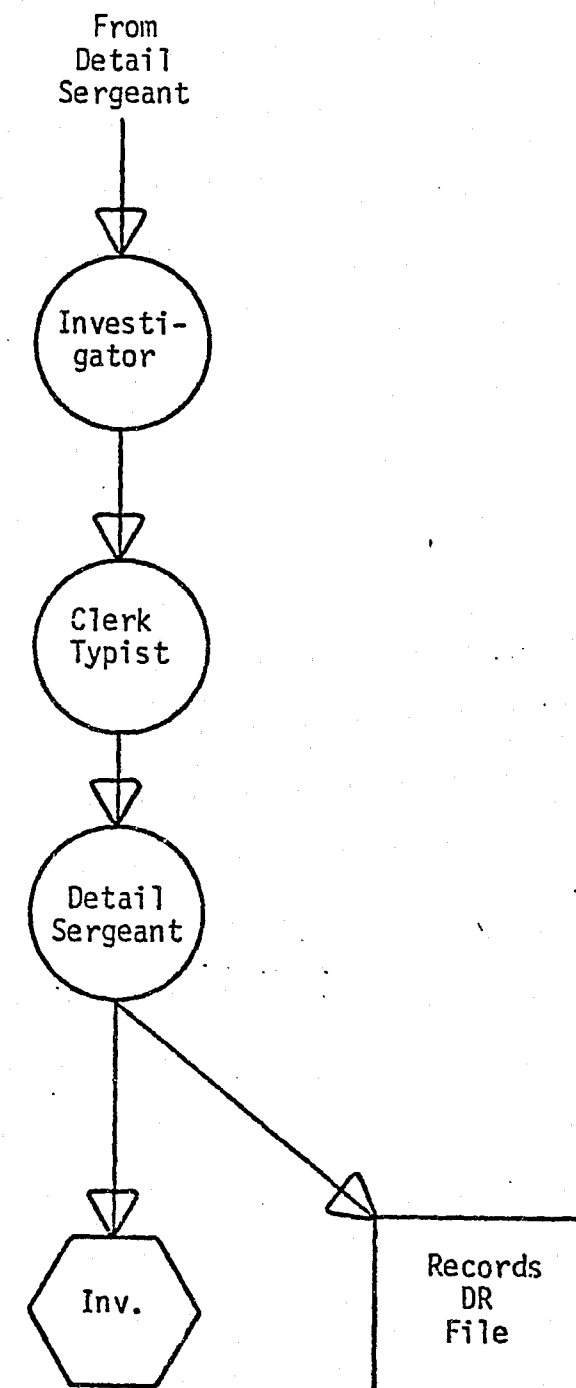 From
Detail
Sergeant
Investi-
gator
Clerk
Typist
Detail
Sergeant
Inv.
Records
DR
File